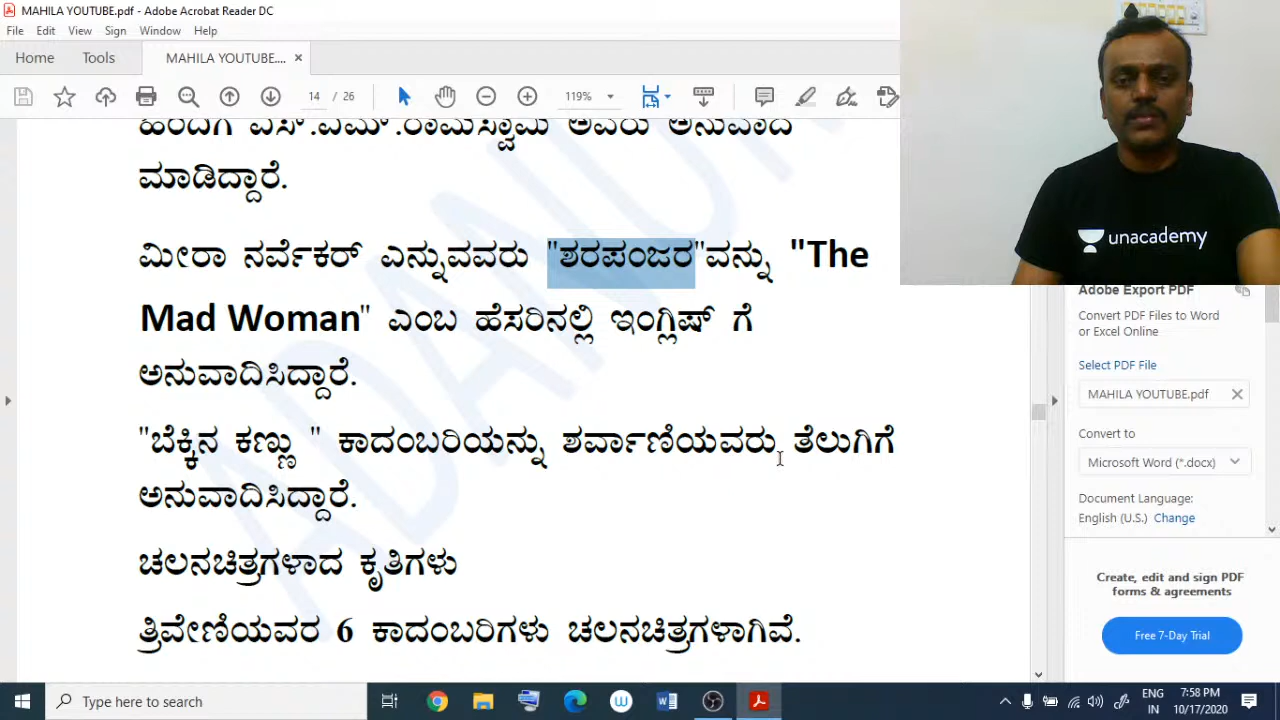 MAHILA YOUTUBE.pdf - Adobe Acrobat Reader DC
File Edit View Sign Window Help
Home Tools MAHILA YOUTUBE.... ×
14 / 26 119%
ಹಿಂದಿಗೆ ಎಸ್.ಎಮ್.ರಾಮಸ್ವಾಮಿ ಅವರು ಅನುವಾದ
ಮಾಡಿದ್ದಾರೆ.
ಮೀರಾ ನರ್ವೆಕರ್ ಎನ್ನುವವರು "ಶರಪಂಜರ"ವನ್ನು "The
Mad Woman" ಎಂಬ ಹೆಸರಿನಲ್ಲಿ ಇಂಗ್ಲಿಷ್ ಗೆ
ಅನುವಾದಿಸಿದ್ದಾರೆ.
"ಬೆಕ್ಕಿನ ಕಣ್ಣು " ಕಾದಂಬರಿಯನ್ನು ಶರ್ವಾಣಿಯವರು ತೆಲುಗಿಗೆ
ಅನುವಾದಿಸಿದ್ದಾರೆ.
ಚಲನಚಿತ್ರಗಳಾದ ಕೃತಿಗಳು
ತ್ರಿವೇಣಿಯವರ 6 ಕಾದಂಬರಿಗಳು ಚಲನಚಿತ್ರಗಳಾಗಿವೆ.
unacademy
Adobe Export PDF
Convert PDF Files to Word
or Excel Online
Select PDF File
MAHILA YOUTUBE.pdf ×
Convert to
Microsoft Word (*.docx)
Document Language:
English (U.S.) Change
Create, edit and sign PDF
forms & agreements
Free 7-Day Trial
Type here to search
ENG
IN
7:58 PM
10/17/2020